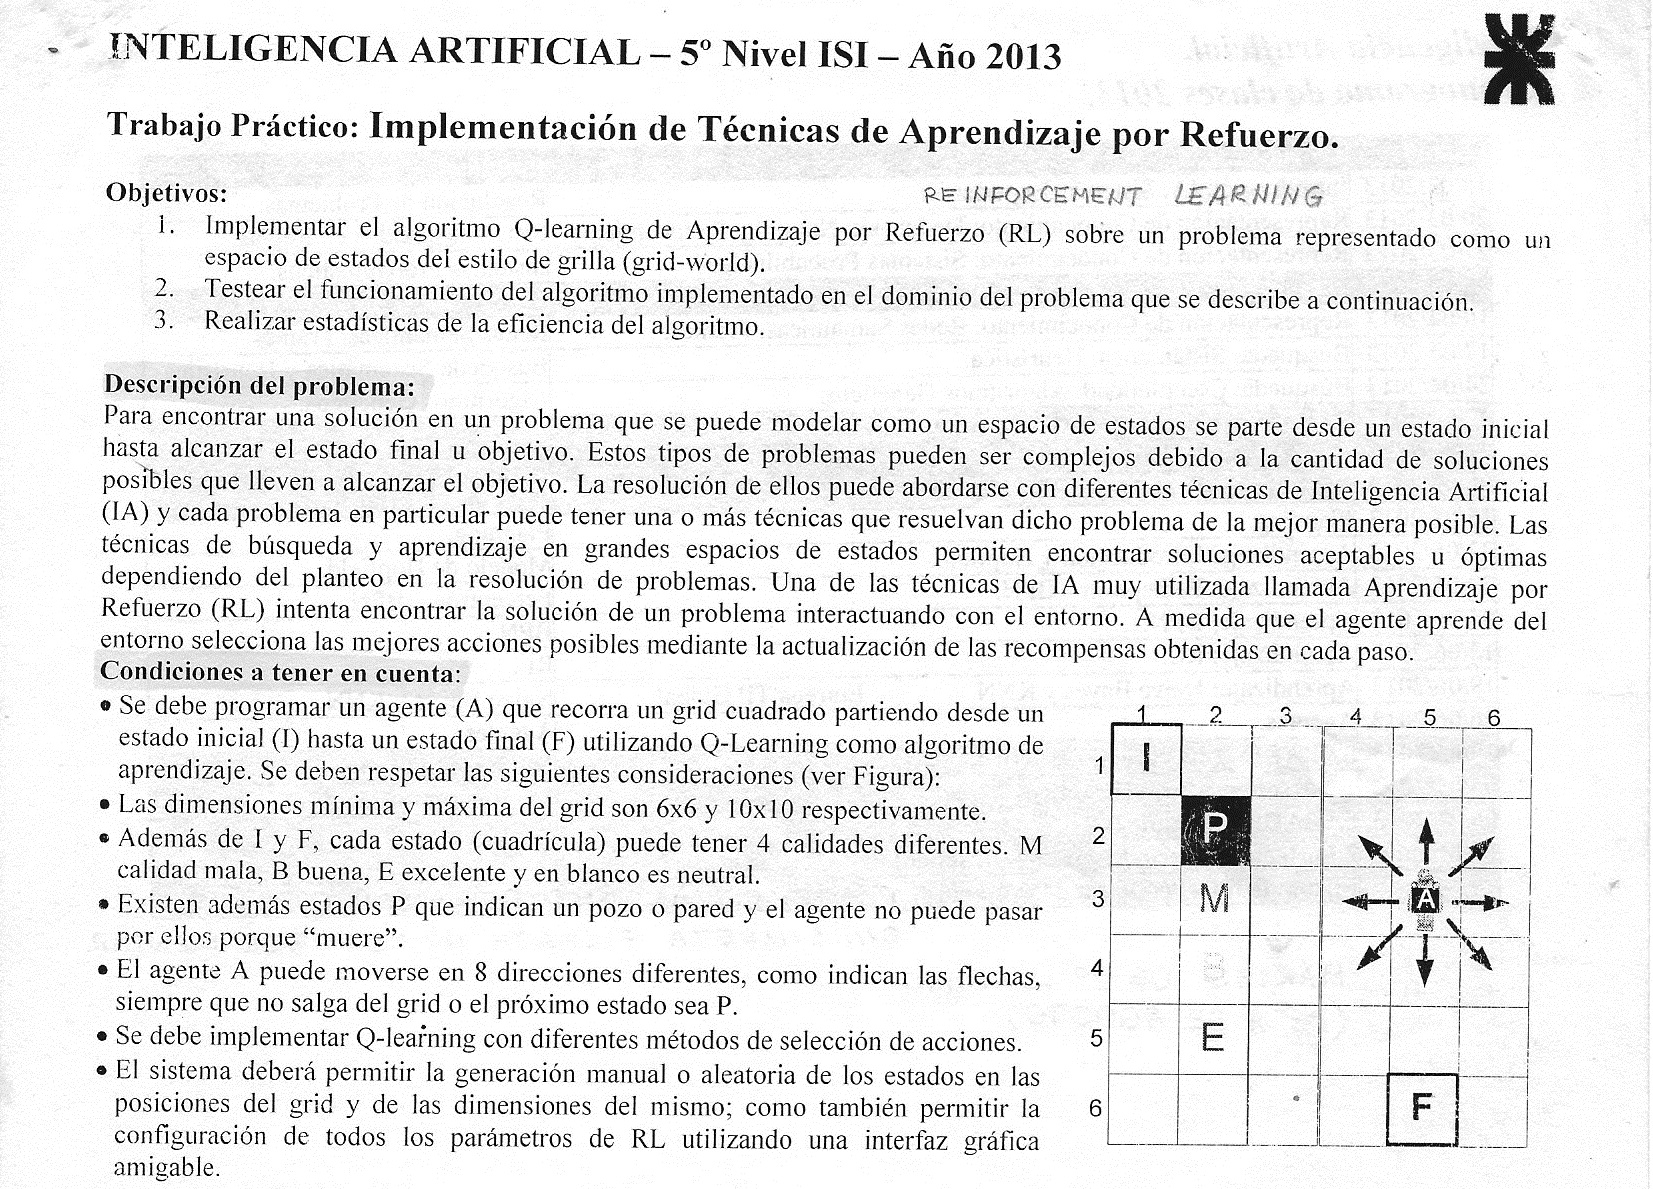 INTELIGENCIA ARTIFICIAL – 5º Nivel ISI – Año 2013
Trabajo Práctico: Implementación de Técnicas de Aprendizaje por Refuerzo.
Objetivos:
REINFORCEMENT LEARNING
1. Implementar el algoritmo Q-learning de Aprendizaje por Refuerzo (RL) sobre un problema representado como un
espacio de estados del estilo de grilla (grid-world).
2. Testear el funcionamiento del algoritmo implementado en el dominio del problema que se describe a continuación.
3. Realizar estadísticas de la eficiencia del algoritmo.
Descripción del problema:
Para encontrar una solución en un problema que se puede modelar como un espacio de estados se parte desde un estado inicial
hasta alcanzar el estado final u objetivo. Estos tipos de problemas pueden ser complejos debido a la cantidad de soluciones
posibles que lleven a alcanzar el objetivo. La resolución de ellos puede abordarse con diferentes técnicas de Inteligencia Artificial
(IA) y cada problema en particular puede tener una o más técnicas que resuelvan dicho problema de la mejor manera posible. Las
técnicas de búsqueda y aprendizaje en grandes espacios de estados permiten encontrar soluciones aceptables u óptimas
dependiendo del planteo en la resolución de problemas. Una de las técnicas de IA muy utilizada llamada Aprendizaje por
Refuerzo (RL) intenta encontrar la solución de un problema interactuando con el entorno. A medida que el agente aprende del
entorno selecciona las mejores acciones posibles mediante la actualización de las recompensas obtenidas en cada paso.
Condiciones a tener en cuenta:
• Se debe programar un agente (A) que recorra un grid cuadrado partiendo desde un
estado inicial (I) hasta un estado final (F) utilizando Q-Learning como algoritmo de
aprendizaje. Se deben respetar las siguientes consideraciones (ver Figura):
• Las dimensiones mínima y máxima del grid son 6x6 y 10x10 respectivamente.
• Además de I y F, cada estado (cuadrícula) puede tener 4 calidades diferentes. M
calidad mala, B buena, E excelente y en blanco es neutral.
• Existen además estados P que indican un pozo o pared y el agente no puede pasar
por ellos porque “muere”.
• El agente A puede moverse en 8 direcciones diferentes, como indican las flechas,
siempre que no salga del grid o el próximo estado sea P.
• Se debe implementar Q-learning con diferentes métodos de selección de acciones.
• El sistema deberá permitir la generación manual o aleatoria de los estados en las
posiciones del grid y de las dimensiones del mismo; como también permitir la
configuración de todos los parámetros de RL utilizando una interfaz gráfica
amigable.
1 2 3 4 5 6
1 I
2 P
3 M A
4 B
5 E
6 F